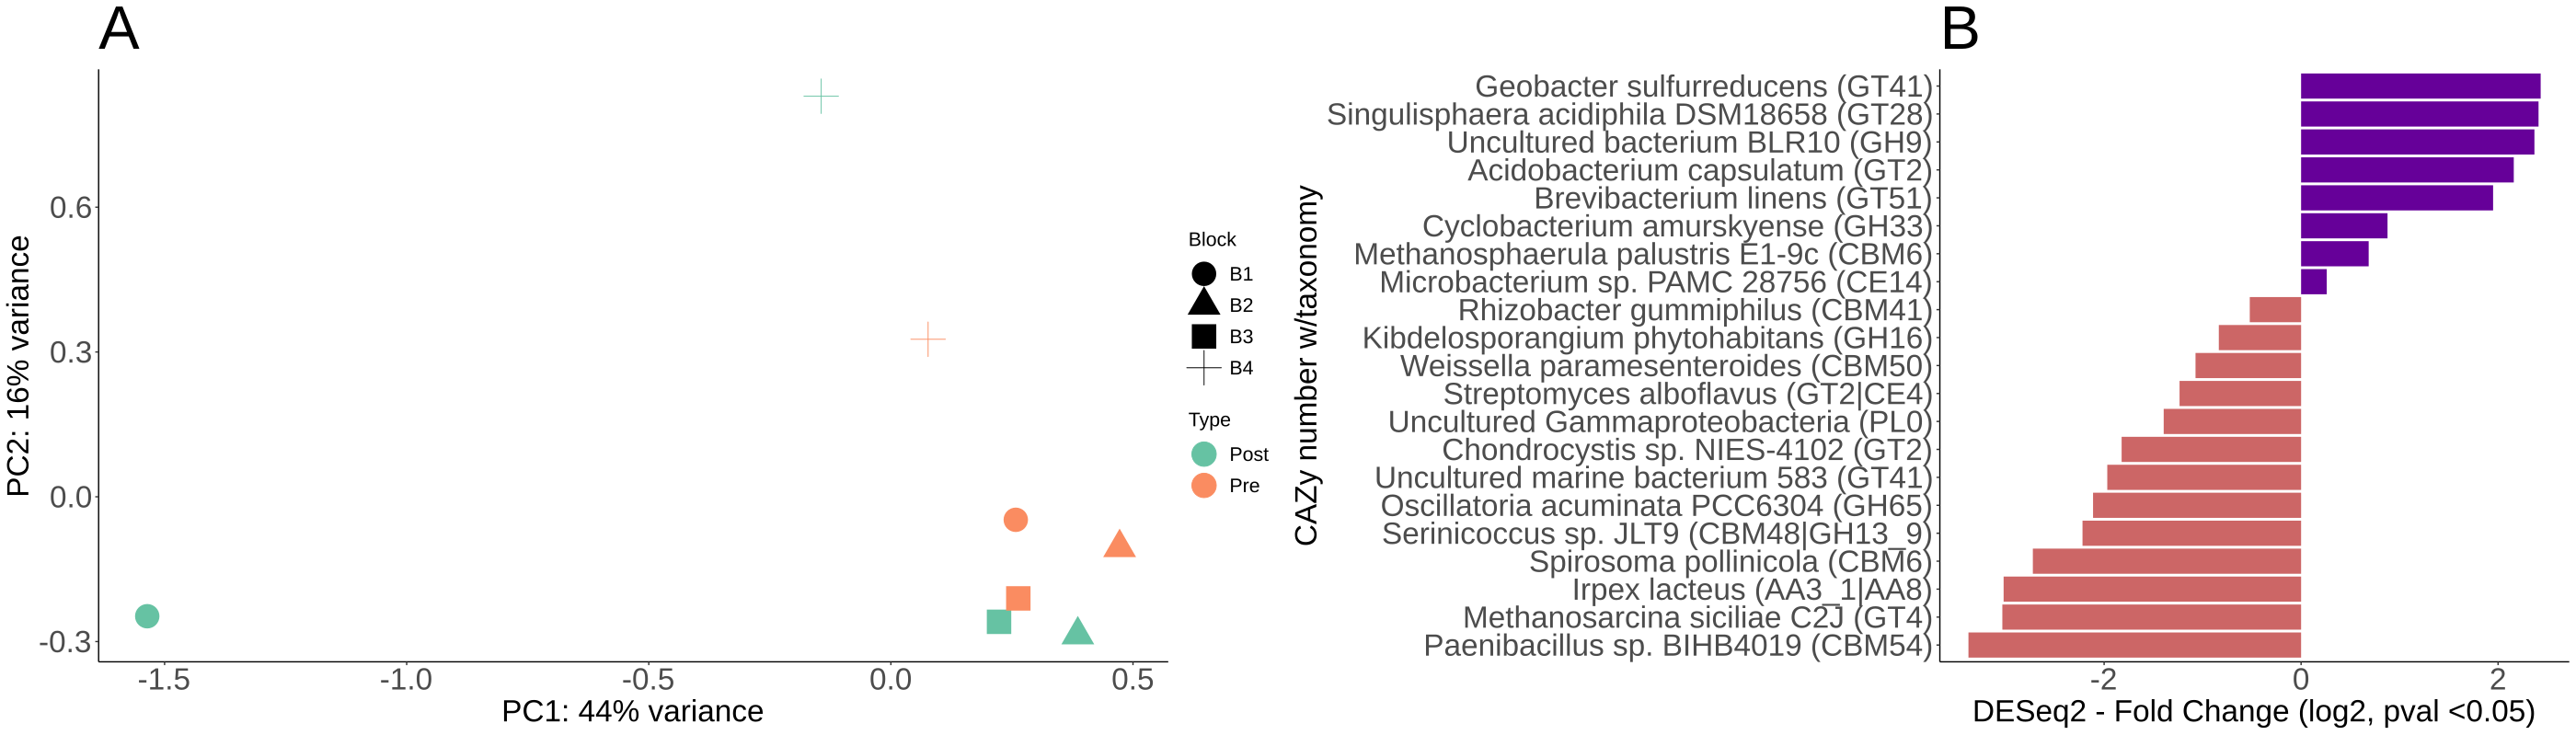 A
PC2: 16% variance
0.6
0.3
0.0
-0.3
-1.5
-1.0
-0.5
0.0
0.5
PC1: 44% variance
Block
B1
B2
B3
B4
Type
Post
Pre
B
CAZy number w/taxonomy
Geobacter sulfurreducens (GT41)
Singulisphaera acidiphila DSM18658 (GT28)
Uncultured bacterium BLR10 (GH9)
Acidobacterium capsulatum (GT2)
Brevibacterium linens (GT51)
Cyclobacterium amurskyense (GH33)
Methanosphaerula palustris E1-9c (CBM6)
Microbacterium sp. PAMC 28756 (CE14)
Rhizobacter gummiphilus (CBM41)
Kibdelosporangium phytohabitans (GH16)
Weissella paramesenteroides (CBM50)
Streptomyces alboflavus (GT2|CE4)
Uncultured Gammaproteobacteria (PL0)
Chondrocystis sp. NIES-4102 (GT2)
Uncultured marine bacterium 583 (GT41)
Oscillatoria acuminata PCC6304 (GH65)
Serinicoccus sp. JLT9 (CBM48|GH13_9)
Spirosoma pollinicola (CBM6)
Irpex lacteus (AA3_1|AA8)
Methanosarcina siciliae C2J (GT4)
Paenibacillus sp. BIHB4019 (CBM54)
-2
0
2
DESeq2 - Fold Change (log2, pval <0.05)